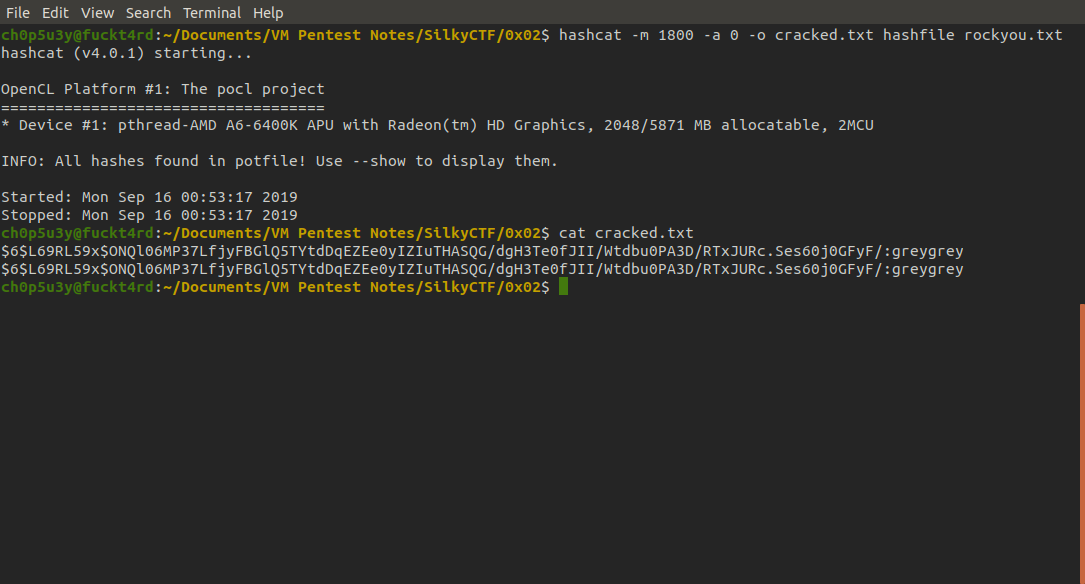 File Edit View Search Terminal Help
ch0p5u3y@fuckt4rd:~/Documents/VM Pentest Notes/SilkyCTF/0x02$ hashcat -m 1800 -a 0 -o cracked.txt hashfile rockyou.txt
hashcat (v4.0.1) starting...
OpenCL Platform #1: The pocl project
====================================
* Device #1: pthread-AMD A6-6400K APU with Radeon(tm) HD Graphics, 2048/5871 MB allocatable, 2MCU
INFO: All hashes found in potfile! Use --show to display them.
Started: Mon Sep 16 00:53:17 2019
Stopped: Mon Sep 16 00:53:17 2019
ch0p5u3y@fuckt4rd:~/Documents/VM Pentest Notes/SilkyCTF/0x02$ cat cracked.txt
$6$L69RL59x$ONQl06MP37LfjyFBGlQ5TYtdDqEZEe0yIZIuTHASQG/dgH3Te0fJII/Wtdbu0PA3D/RTxJURc.Ses60j0GFyF/:greygrey
$6$L69RL59x$ONQl06MP37LfjyFBGlQ5TYtdDqEZEe0yIZIuTHASQG/dgH3Te0fJII/Wtdbu0PA3D/RTxJURc.Ses60j0GFyF/:greygrey
ch0p5u3y@fuckt4rd:~/Documents/VM Pentest Notes/SilkyCTF/0x02$